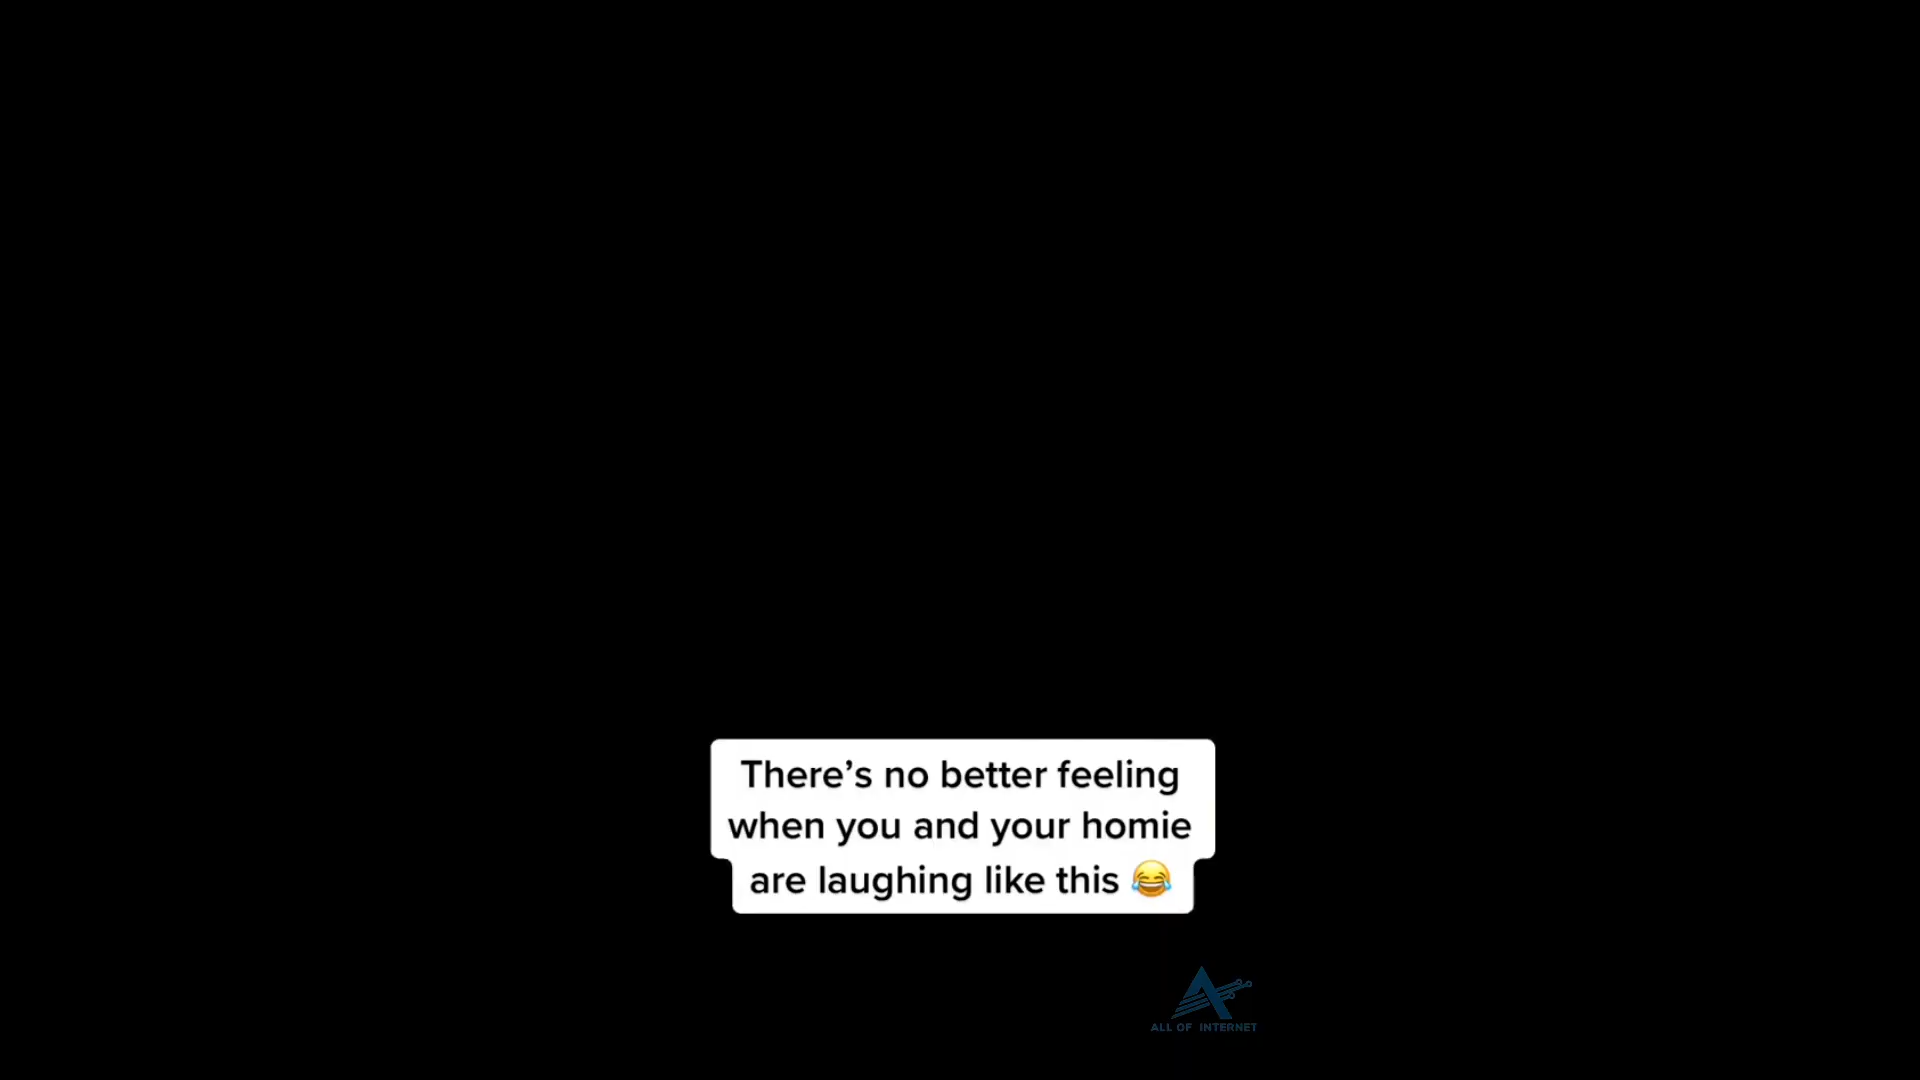 There’s no better feeling
when you and your homie
are laughing like this 😂
ALL OF INTERNET